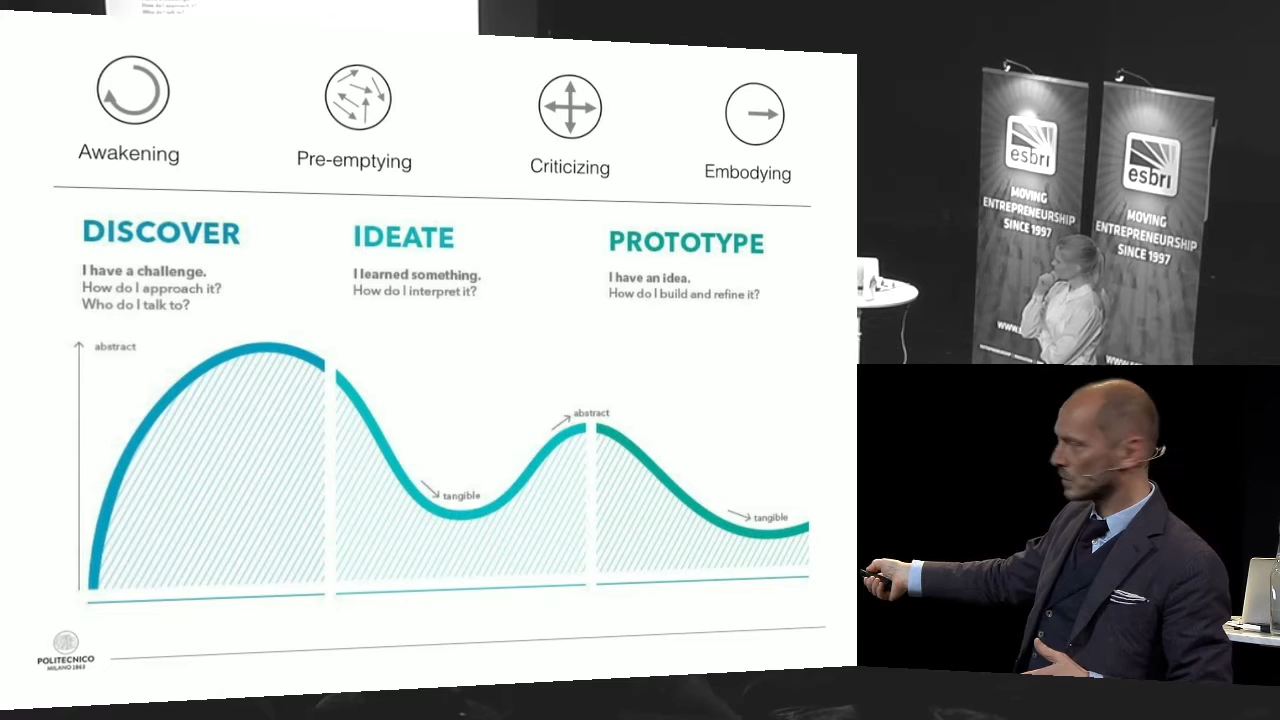 Awakening
Pre-emptying
Criticizing
Embodying
DISCOVER
I have a challenge.
How do I approach it?
Who do I talk to?
IDEATE
I learned something.
How do I interpret it?
PROTOTYPE
I have an idea.
How do I build and refine it?
abstract
abstract
tangible
tangible
POLITECNICO
MILANO 1863
esbri
MOVING
ENTREPRENEURSHIP
SINCE 1997
esbri
MOVING
ENTREPRENEURSHIP
SINCE 1997